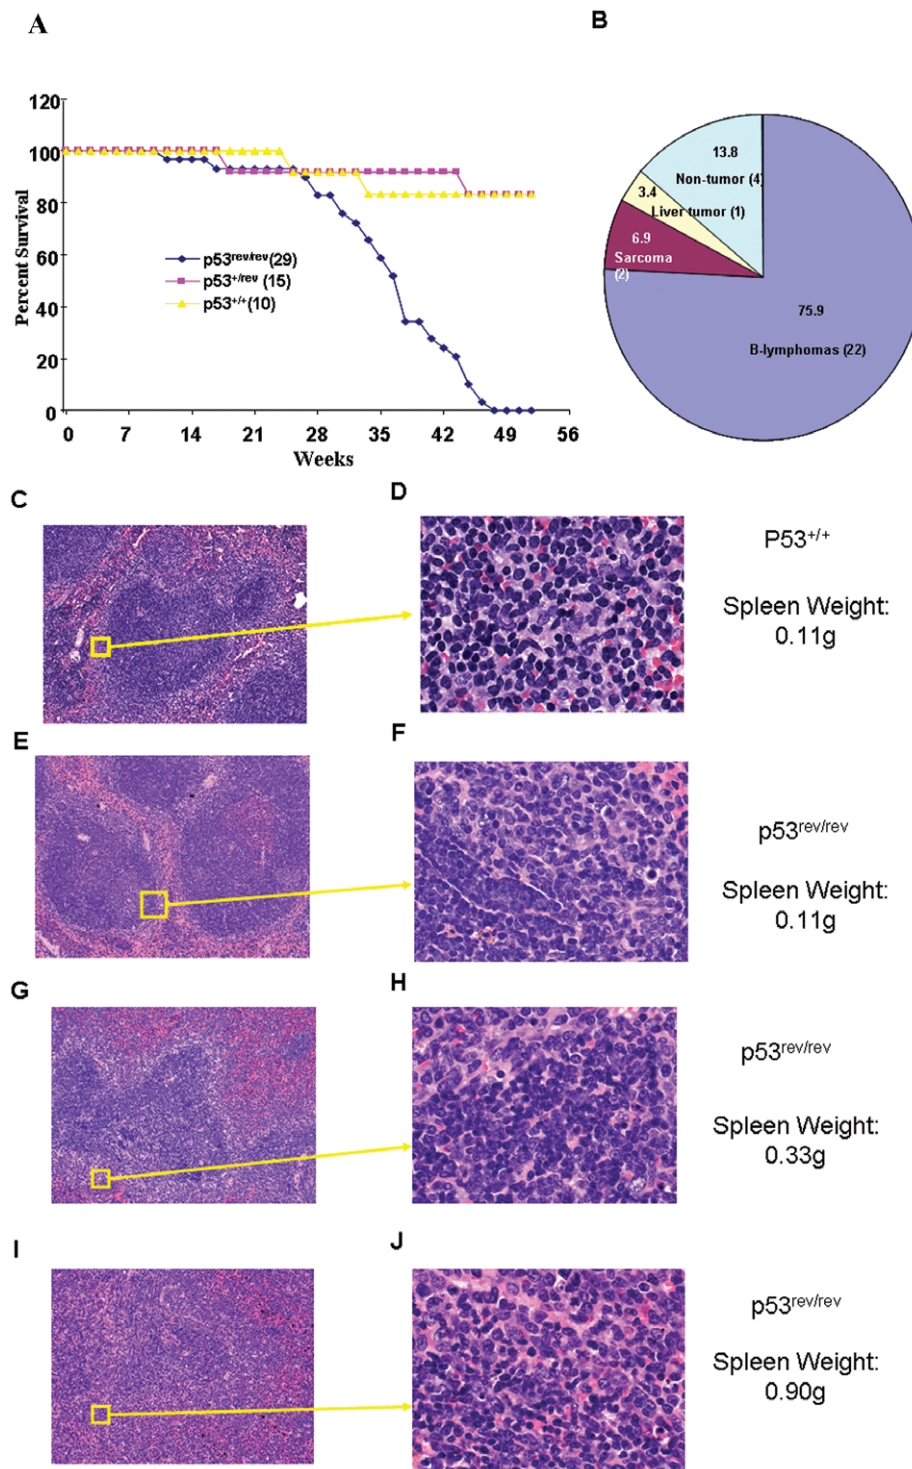 A
B
120
100
80
60
40
20
0
Percent Survival
p53rev/rev(29)
p53+/rev (15)
p53+/+(10)
0 7 14 21 28 35 42 49 56
Weeks
13.8
Non-tumor (4)
3.4
Liver tumor (1)
6.9
Sarcoma
(2)
75.9
B-lymphomas (22)
C
D
P53+/+
Spleen Weight:
0.11g
E
F
p53rev/rev
Spleen Weight:
0.11g
G
H
p53rev/rev
Spleen Weight:
0.33g
I
J
p53rev/rev
Spleen Weight:
0.90g